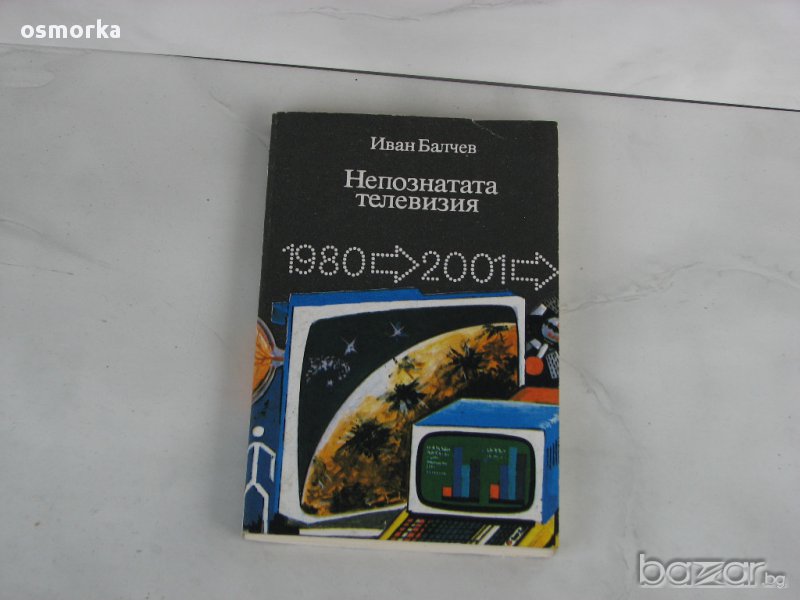 osmorka
Иван Балчев
Непознатата
телевизия
1980⇨2001⇨
bazar.bg